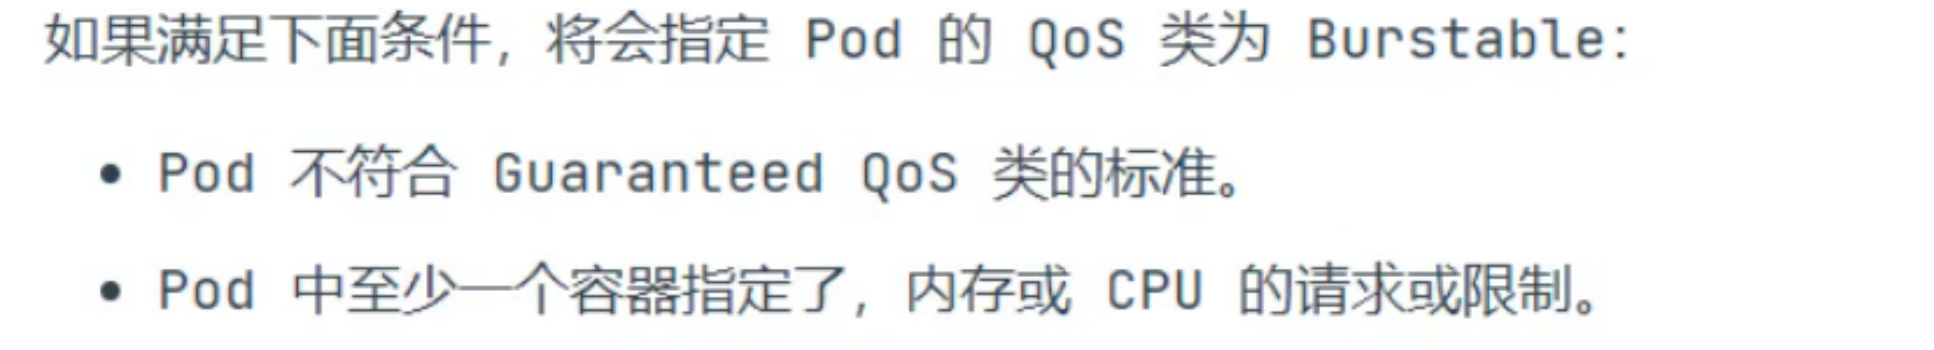 如果满足下面条件，将会指定 Pod 的 QoS 类为 Burstable：
• Pod 不符合 Guaranteed QoS 类的标准。
• Pod 中至少一个容器指定了，内存或 CPU 的请求或限制。